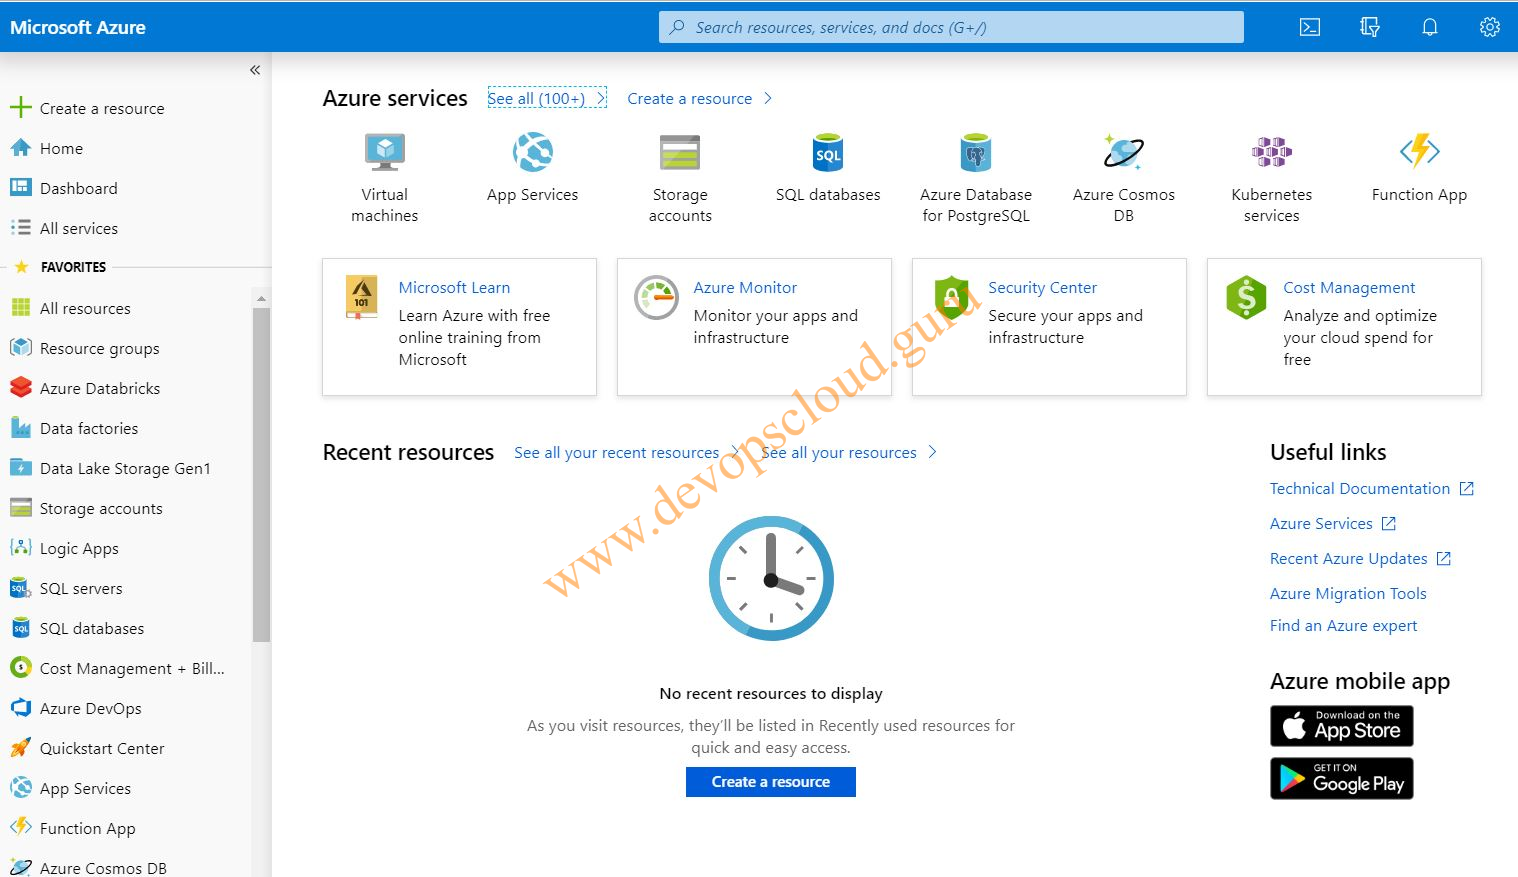 Microsoft Azure
Search resources, services, and docs (G+/)
«
Create a resource
Home
Dashboard
All services
FAVORITES
All resources
Resource groups
Azure Databricks
Data factories
Data Lake Storage Gen1
Storage accounts
Logic Apps
SQL
SQL servers
SQL
SQL databases
Cost Management + Bill...
Azure DevOps
Quickstart Center
App Services
Function App
Azure Cosmos DB
Azure services
See all (100+)
Create a resource
Virtual
machines
App Services
Storage
accounts
SQL
SQL databases
Azure Database
for PostgreSQL
Azure Cosmos
DB
Kubernetes
services
Function App
101
Microsoft Learn
Learn Azure with free
online training from
Microsoft
Azure Monitor
Monitor your apps and
infrastructure
Security Center
Secure your apps and
infrastructure
$
Cost Management
Analyze and optimize
your cloud spend for
free
www.devopscloud.guru
Recent resources
See all your recent resources
See all your resources
No recent resources to display
As you visit resources, they'll be listed in Recently used resources for
quick and easy access.
Create a resource
Useful links
Technical Documentation
Azure Services
Recent Azure Updates
Azure Migration Tools
Find an Azure expert
Azure mobile app
Download on the
App Store
GET IT ON
Google Play